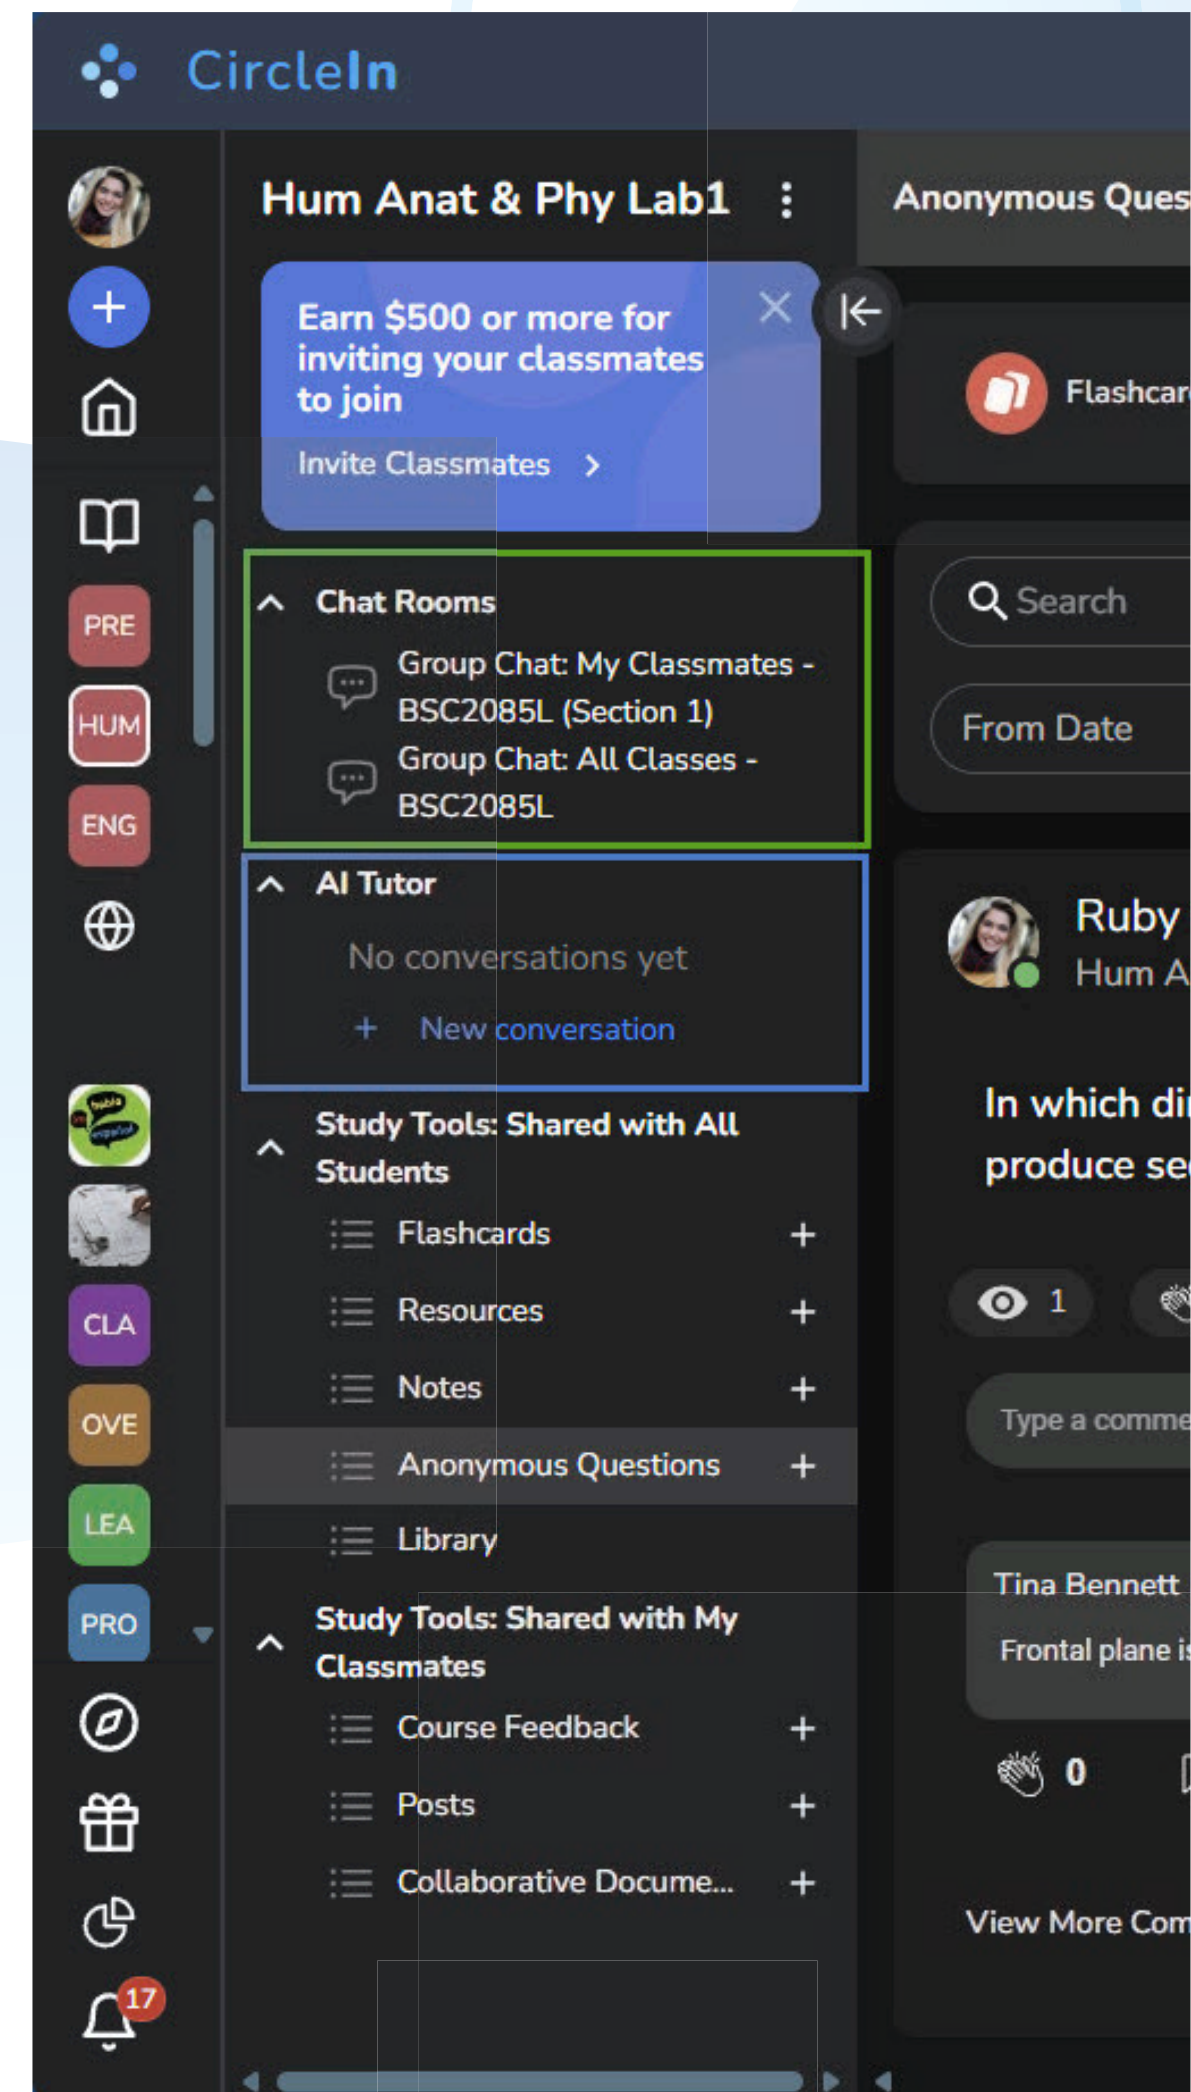 CircleIn
Hum Anat & Phy Lab1
Earn $500 or more for
inviting your classmates
to join
Invite Classmates
PRE
HUM
ENG
CLA
OVE
LEA
PRO
17
Chat Rooms
Group Chat: My Classmates -
BSC2085L (Section 1)
Group Chat: All Classes -
BSC2085L
AI Tutor
No conversations yet
+ New conversation
Study Tools: Shared with All
Students
Flashcards +
Resources +
Notes +
Anonymous Questions +
Library
Study Tools: Shared with My
Classmates
Course Feedback +
Posts +
Collaborative Docume... +
Anonymous Ques
Flashcar
Search
From Date
Ruby
Hum A
In which di
produce se
1
Type a comme
Tina Bennett
Frontal plane is
0
View More Com